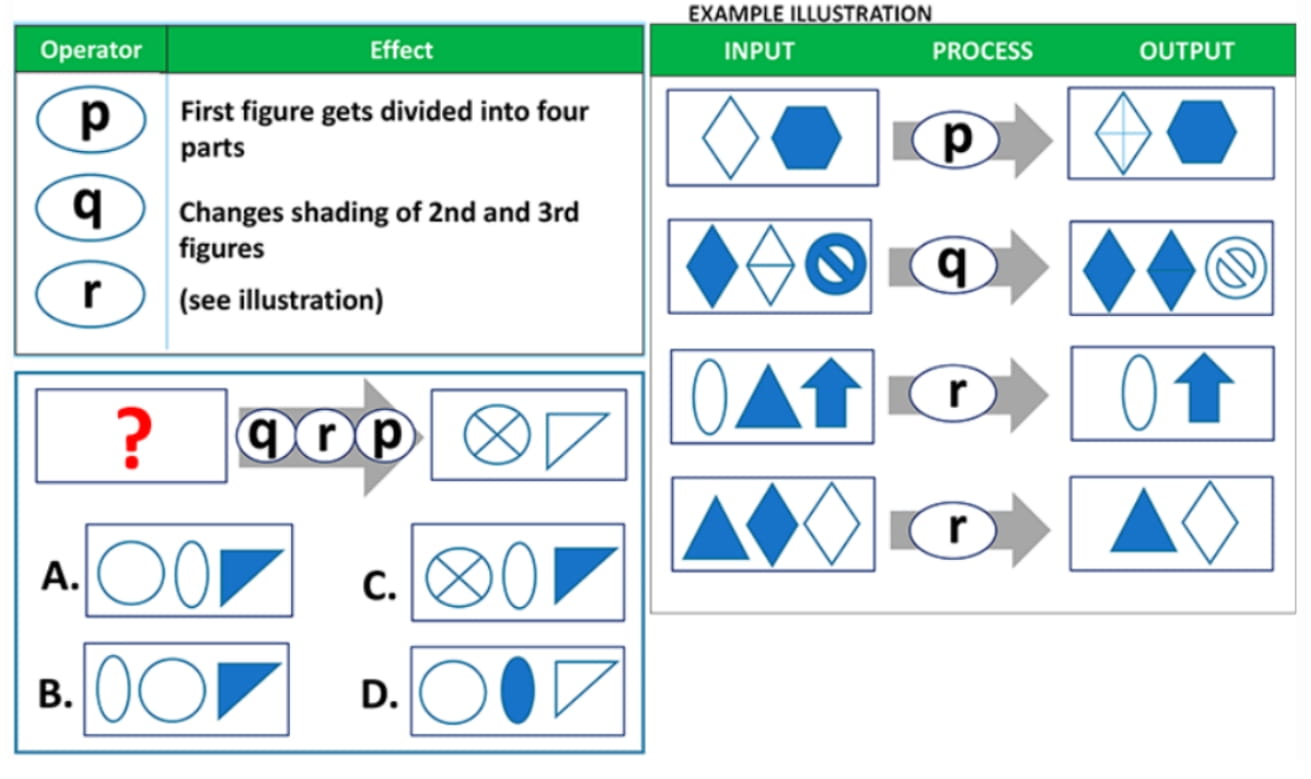 EXAMPLE ILLUSTRATION
Operator Effect
p First figure gets divided into four
parts
q Changes shading of 2nd and 3rd
figures
r (see illustration)
INPUT PROCESS OUTPUT
p
q
r
r
? q r p
A.
C.
B.
D.